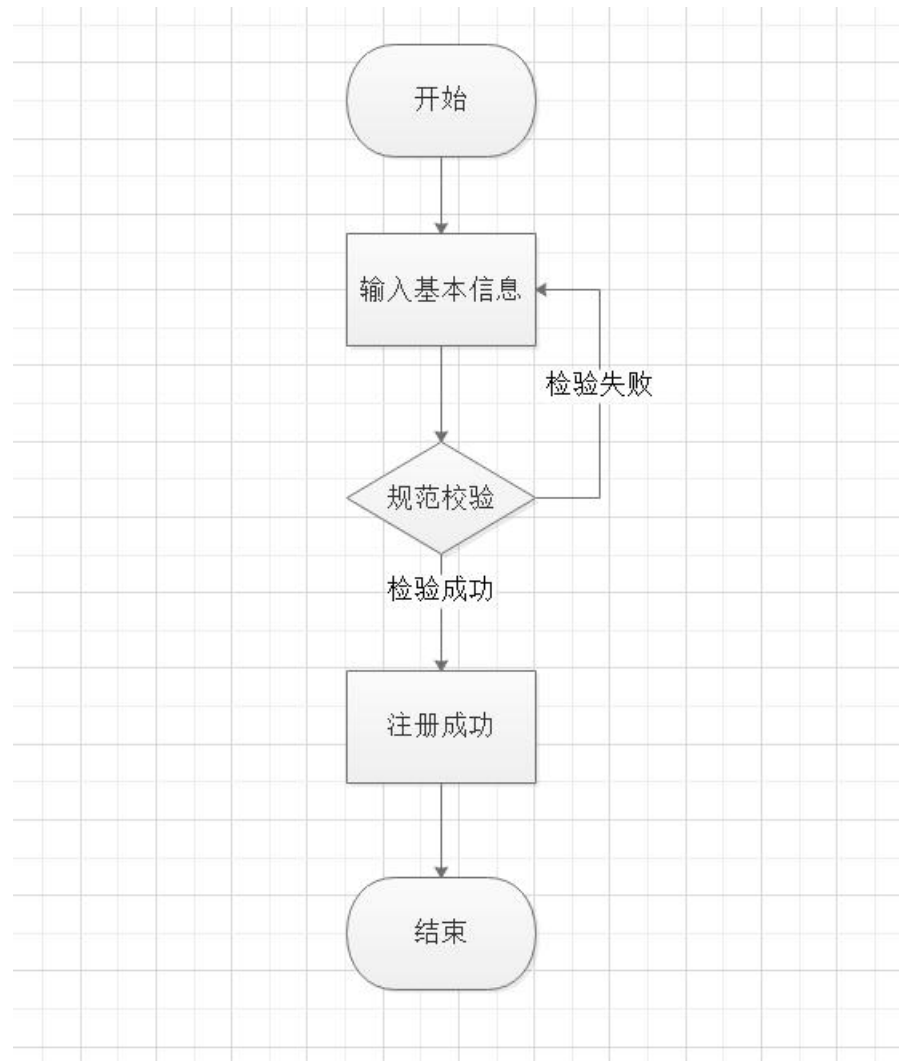 开始
输入基本信息
检验失败
规范校验
检验成功
注册成功
结束